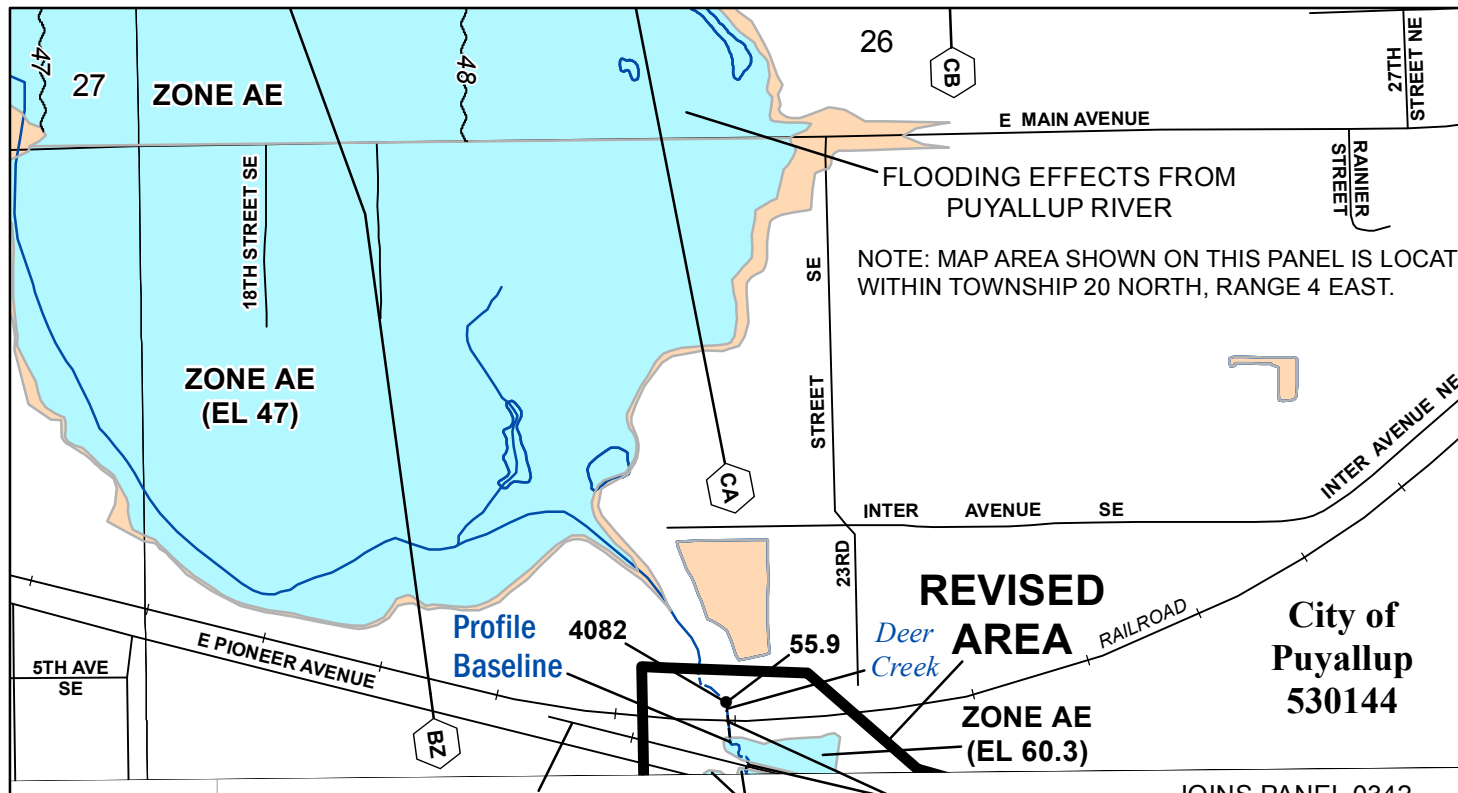 47
27
ZONE AE
48
26
CB
27TH
STREET NE
E MAIN AVENUE
RAINIER
STREET
18TH STREET SE
FLOODING EFFECTS FROM
PUYALLUP RIVER
NOTE: MAP AREA SHOWN ON THIS PANEL IS LOCAT
WITHIN TOWNSHIP 20 NORTH, RANGE 4 EAST.
SE
STREET
23RD
ZONE AE
(EL 47)
CA
INTER AVENUE NE
INTER AVENUE SE
REVISED
AREA
RAILROAD
City of
Puyallup
530144
Profile
Baseline
4082
55.9
Deer
Creek
E PIONEER AVENUE
5TH AVE
SE
BZ
ZONE AE
(EL 60.3)